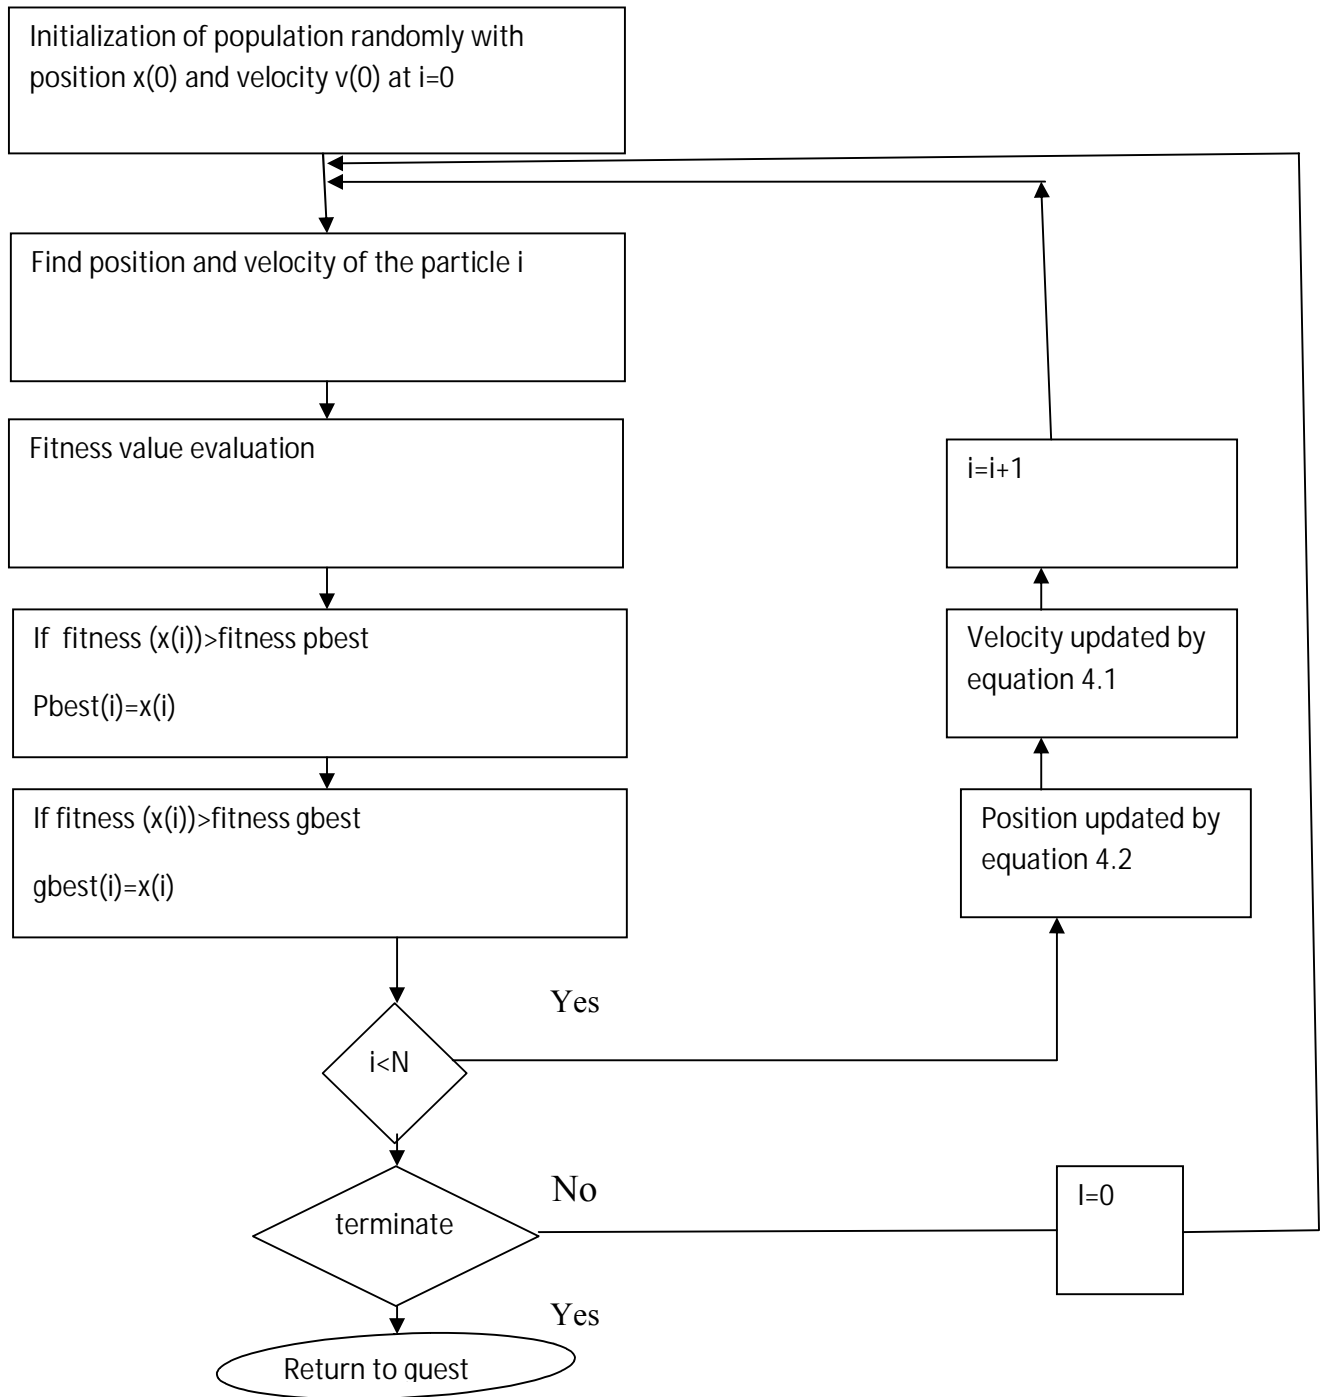 Initialization of population randomly with
position x(0) and velocity v(0) at i=0
Find position and velocity of the particle i
Fitness value evaluation
If fitness (x(i))>fitness pbest
Pbest(i)=x(i)
If fitness (x(i))>fitness gbest
gbest(i)=x(i)
i<N
Yes
Position updated by
equation 4.2
Velocity updated by
equation 4.1
i=i+1
terminate
No
I=0
Yes
Return to quest